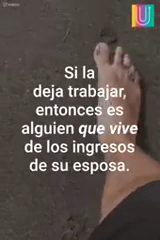 U
Si la
deja trabajar,
entonces es
alguien que vive
de los ingresos
de su esposa.